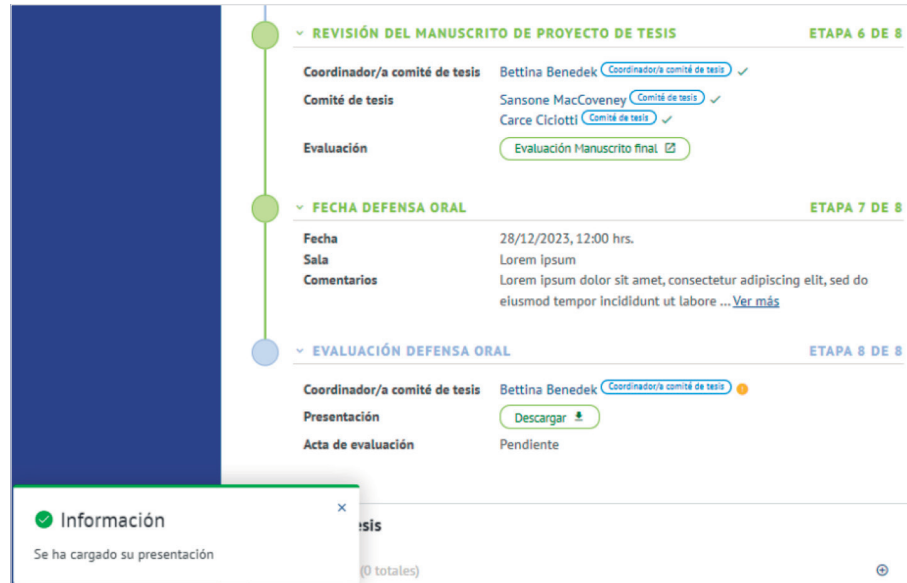 REVISIÓN DEL MANUSCRITO DE PROYECTO DE TESIS ETAPA 6 DE 8
Coordinador/a comité de tesis Bettina Benedek Coordinador/a comité de tesis
Comité de tesis Sansone MacCoveney Comité de tesis
Carce Ciciotti Comité de tesis
Evaluación Evaluación Manuscrito final
FECHA DEFENSA ORAL ETAPA 7 DE 8
Fecha 28/12/2023, 12:00 hrs.
Sala Lorem ipsum
Comentarios Lorem ipsum dolor sit amet, consectetur adipiscing elit, sed do
eiusmod tempor incididunt ut labore ... Ver más
EVALUACIÓN DEFENSA ORAL ETAPA 8 DE 8
Coordinador/a comité de tesis Bettina Benedek Coordinador/a comité de tesis
Presentación Descargar
Acta de evaluación Pendiente
Información
esis
Se ha cargado su presentación
(0 totales)